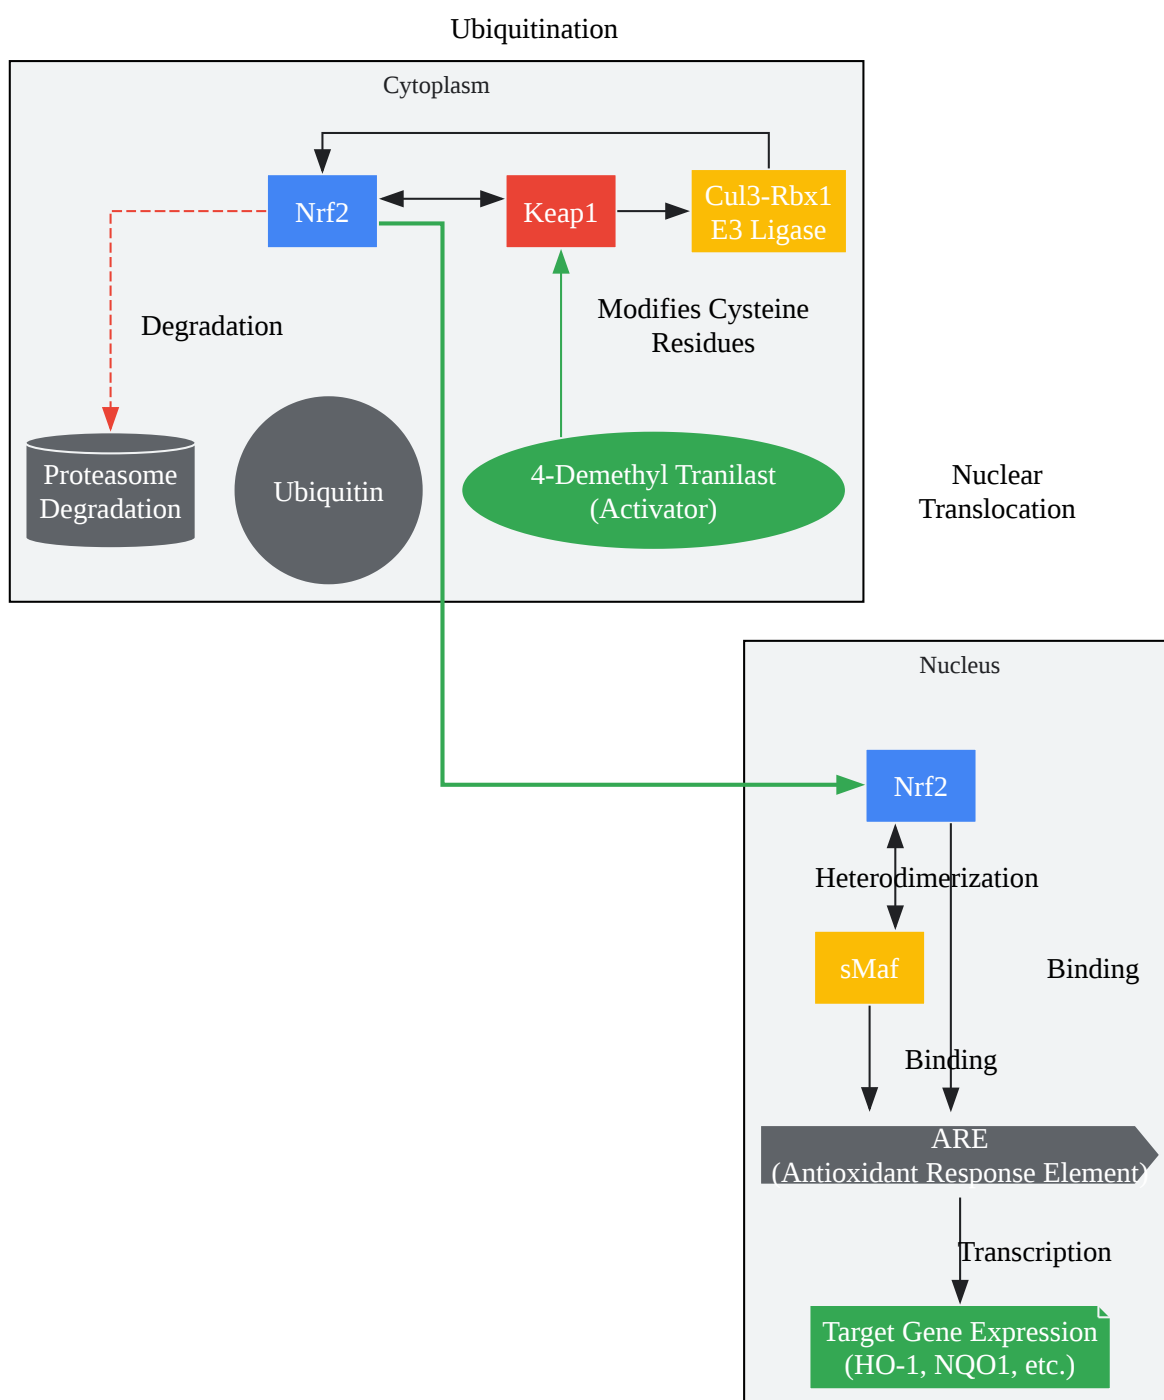 Ubiquitination
Cytoplasm
Nrf2
Keap1
Cul3-Rbx1
E3 Ligase
Degradation
Modifies Cysteine
Residues
Proteasome
Degradation
Ubiquitin
4-Demethyl Tranilast
(Activator)
Nuclear
Translocation
Nucleus
Nrf2
Heterodimerization
sMaf
Binding
Binding
ARE
(Antioxidant Response Element)
Transcription
Target Gene Expression
(HO-1, NQO1, etc.)